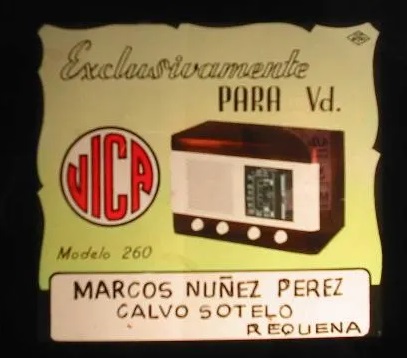 Exclusivamente
PARA Vd.
VICA
Modelo 260
MARCOS NUÑEZ PEREZ
CALVO SOTELO
REQUENA